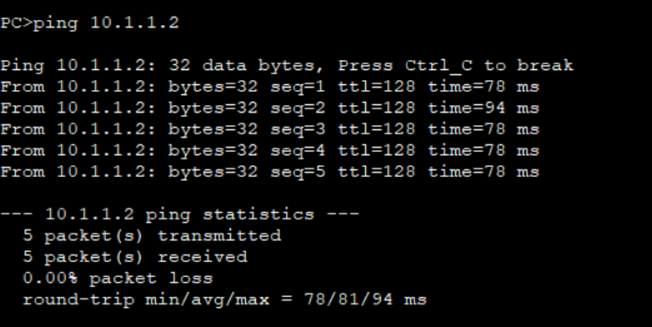 PC>ping 10.1.1.2
Ping 10.1.1.2: 32 data bytes, Press Ctrl_C to break
From 10.1.1.2: bytes=32 seq=1 ttl=128 time=78 ms
From 10.1.1.2: bytes=32 seq=2 ttl=128 time=94 ms
From 10.1.1.2: bytes=32 seq=3 ttl=128 time=78 ms
From 10.1.1.2: bytes=32 seq=4 ttl=128 time=78 ms
From 10.1.1.2: bytes=32 seq=5 ttl=128 time=78 ms
--- 10.1.1.2 ping statistics ---
5 packet(s) transmitted
5 packet(s) received
0.00% packet loss
round-trip min/avg/max = 78/81/94 ms